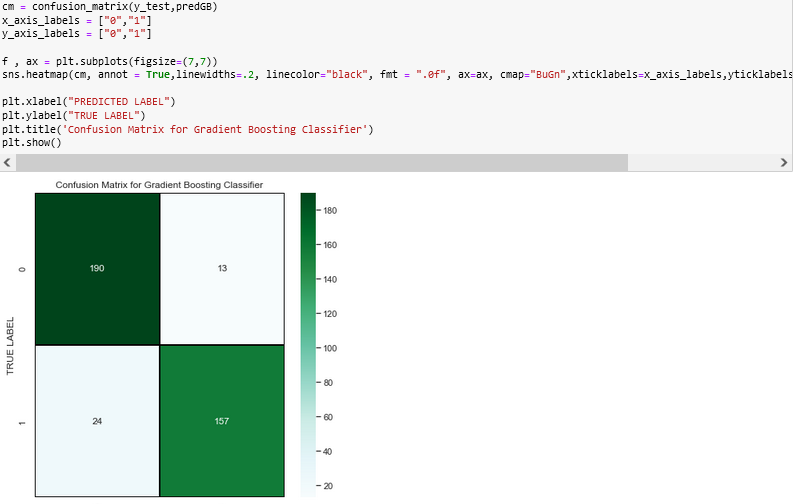 cm = confusion_matrix(y_test,predGB)
x_axis_labels = ["0","1"]
y_axis_labels = ["0","1"]
f , ax = plt.subplots(figsize=(7,7))
sns.heatmap(cm, annot = True,linewidths=.2, linecolor="black", fmt = ".0f", ax=ax, cmap="BuGn",xticklabels=x_axis_labels,yticklabels
plt.xlabel("PREDICTED LABEL")
plt.ylabel("TRUE LABEL")
plt.title('Confusion Matrix for Gradient Boosting Classifier')
plt.show()
Confusion Matrix for Gradient Boosting Classifier
TRUE LABEL
0
190
13
1
24
157
180
160
140
120
100
80
60
40
20